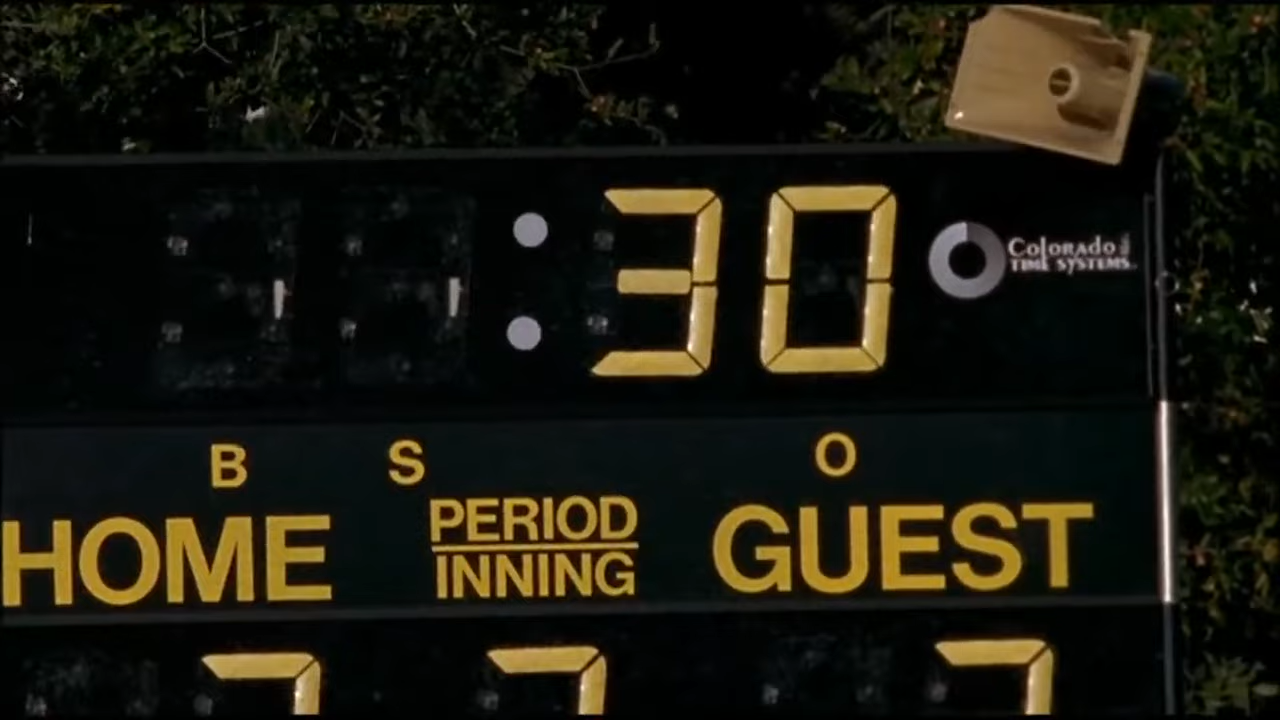 :30
COLORADO
TIME SYSTEMS
B S O
HOME PERIOD GUEST
INNING